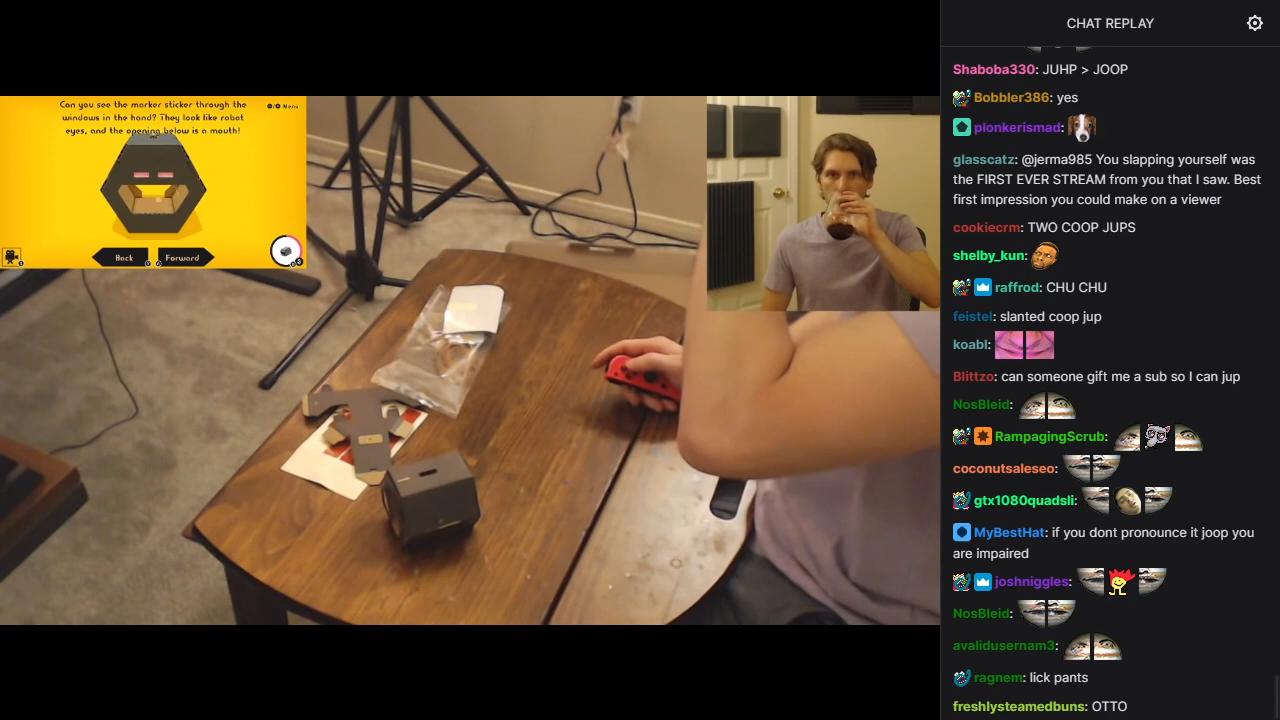 Can you see the marker sticker through the
windows in the hand? They look like robot
eyes, and the opening below is a mouth!
Menu
Back
Forward
CHAT REPLAY
Shaboba330: JUHP > JOOP
Bobbler386: yes
plonkerismad:
glasscatz: @jerma985 You slapping yourself was
the FIRST EVER STREAM from you that I saw. Best
first impression you could make on a viewer
cookiecrm: TWO COOP JUPS
shelby_kun:
raffrod: CHU CHU
feistel: slanted coop jup
koabl:
Blittzo: can someone gift me a sub so I can jup
NosBleid:
RampagingScrub:
coconutsaleseo:
gtx1080quadsli:
MyBestHat: if you dont pronounce it joop you
are impaired
joshniggles:
NosBleid:
avalidusernam3:
ragnem: lick pants
freshlysteamedbuns: OTTO